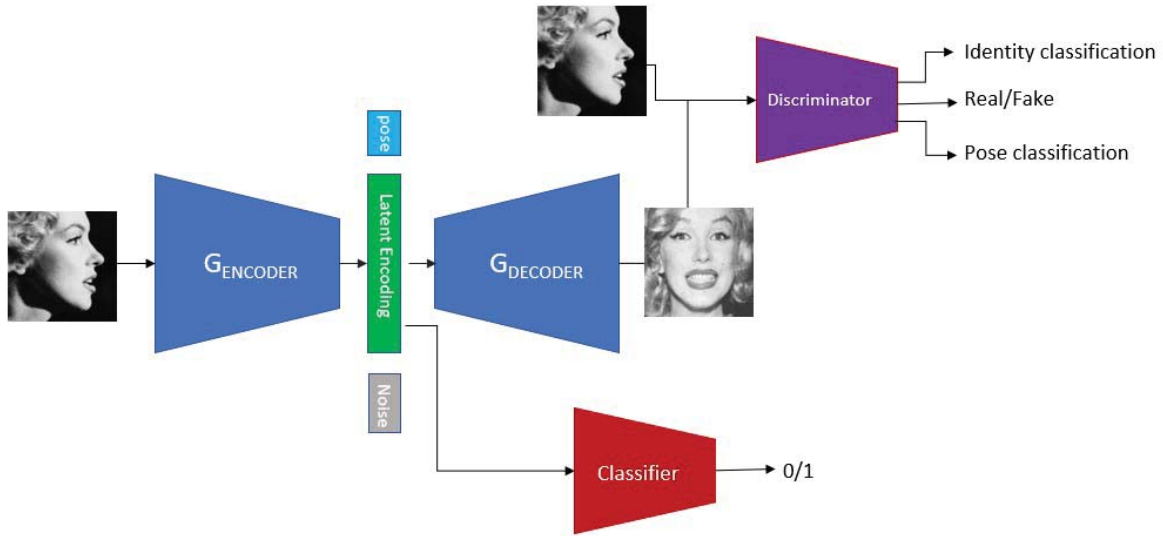 Identity classification
Discriminator
Real/Fake
Pose classification
pose
Latent Encoding
Noise
GENCODER
GDECODER
Classifier
0/1